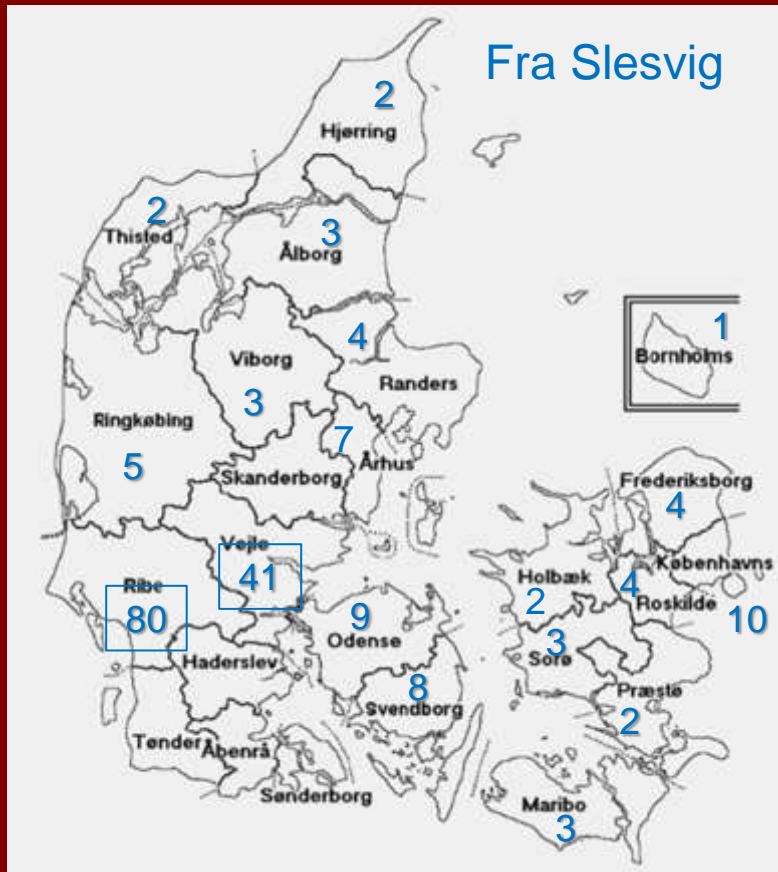 Fra Slesvig
2
Hjørring
2
Thisted
3
Ålborg
4
Viborg
3
Randers
1
Bornholms
Ringkøbing
5
7
Århus
Skanderborg
Frederiksborg
4
Vejle
41
Københavns
Holbæk
2
4
Roskilde
10
Ribe
80
9
Odense
3
Sorø
Haderslev
8
Svendborg
Præstø
2
Tønder
Åbenrå
Sønderborg
Maribo
3